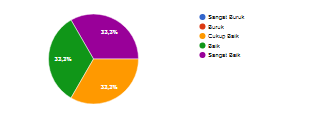 33,3%
33,3%
33,3%
Sangat Buruk
Buruk
Cukup Baik
Baik
Sangat Baik